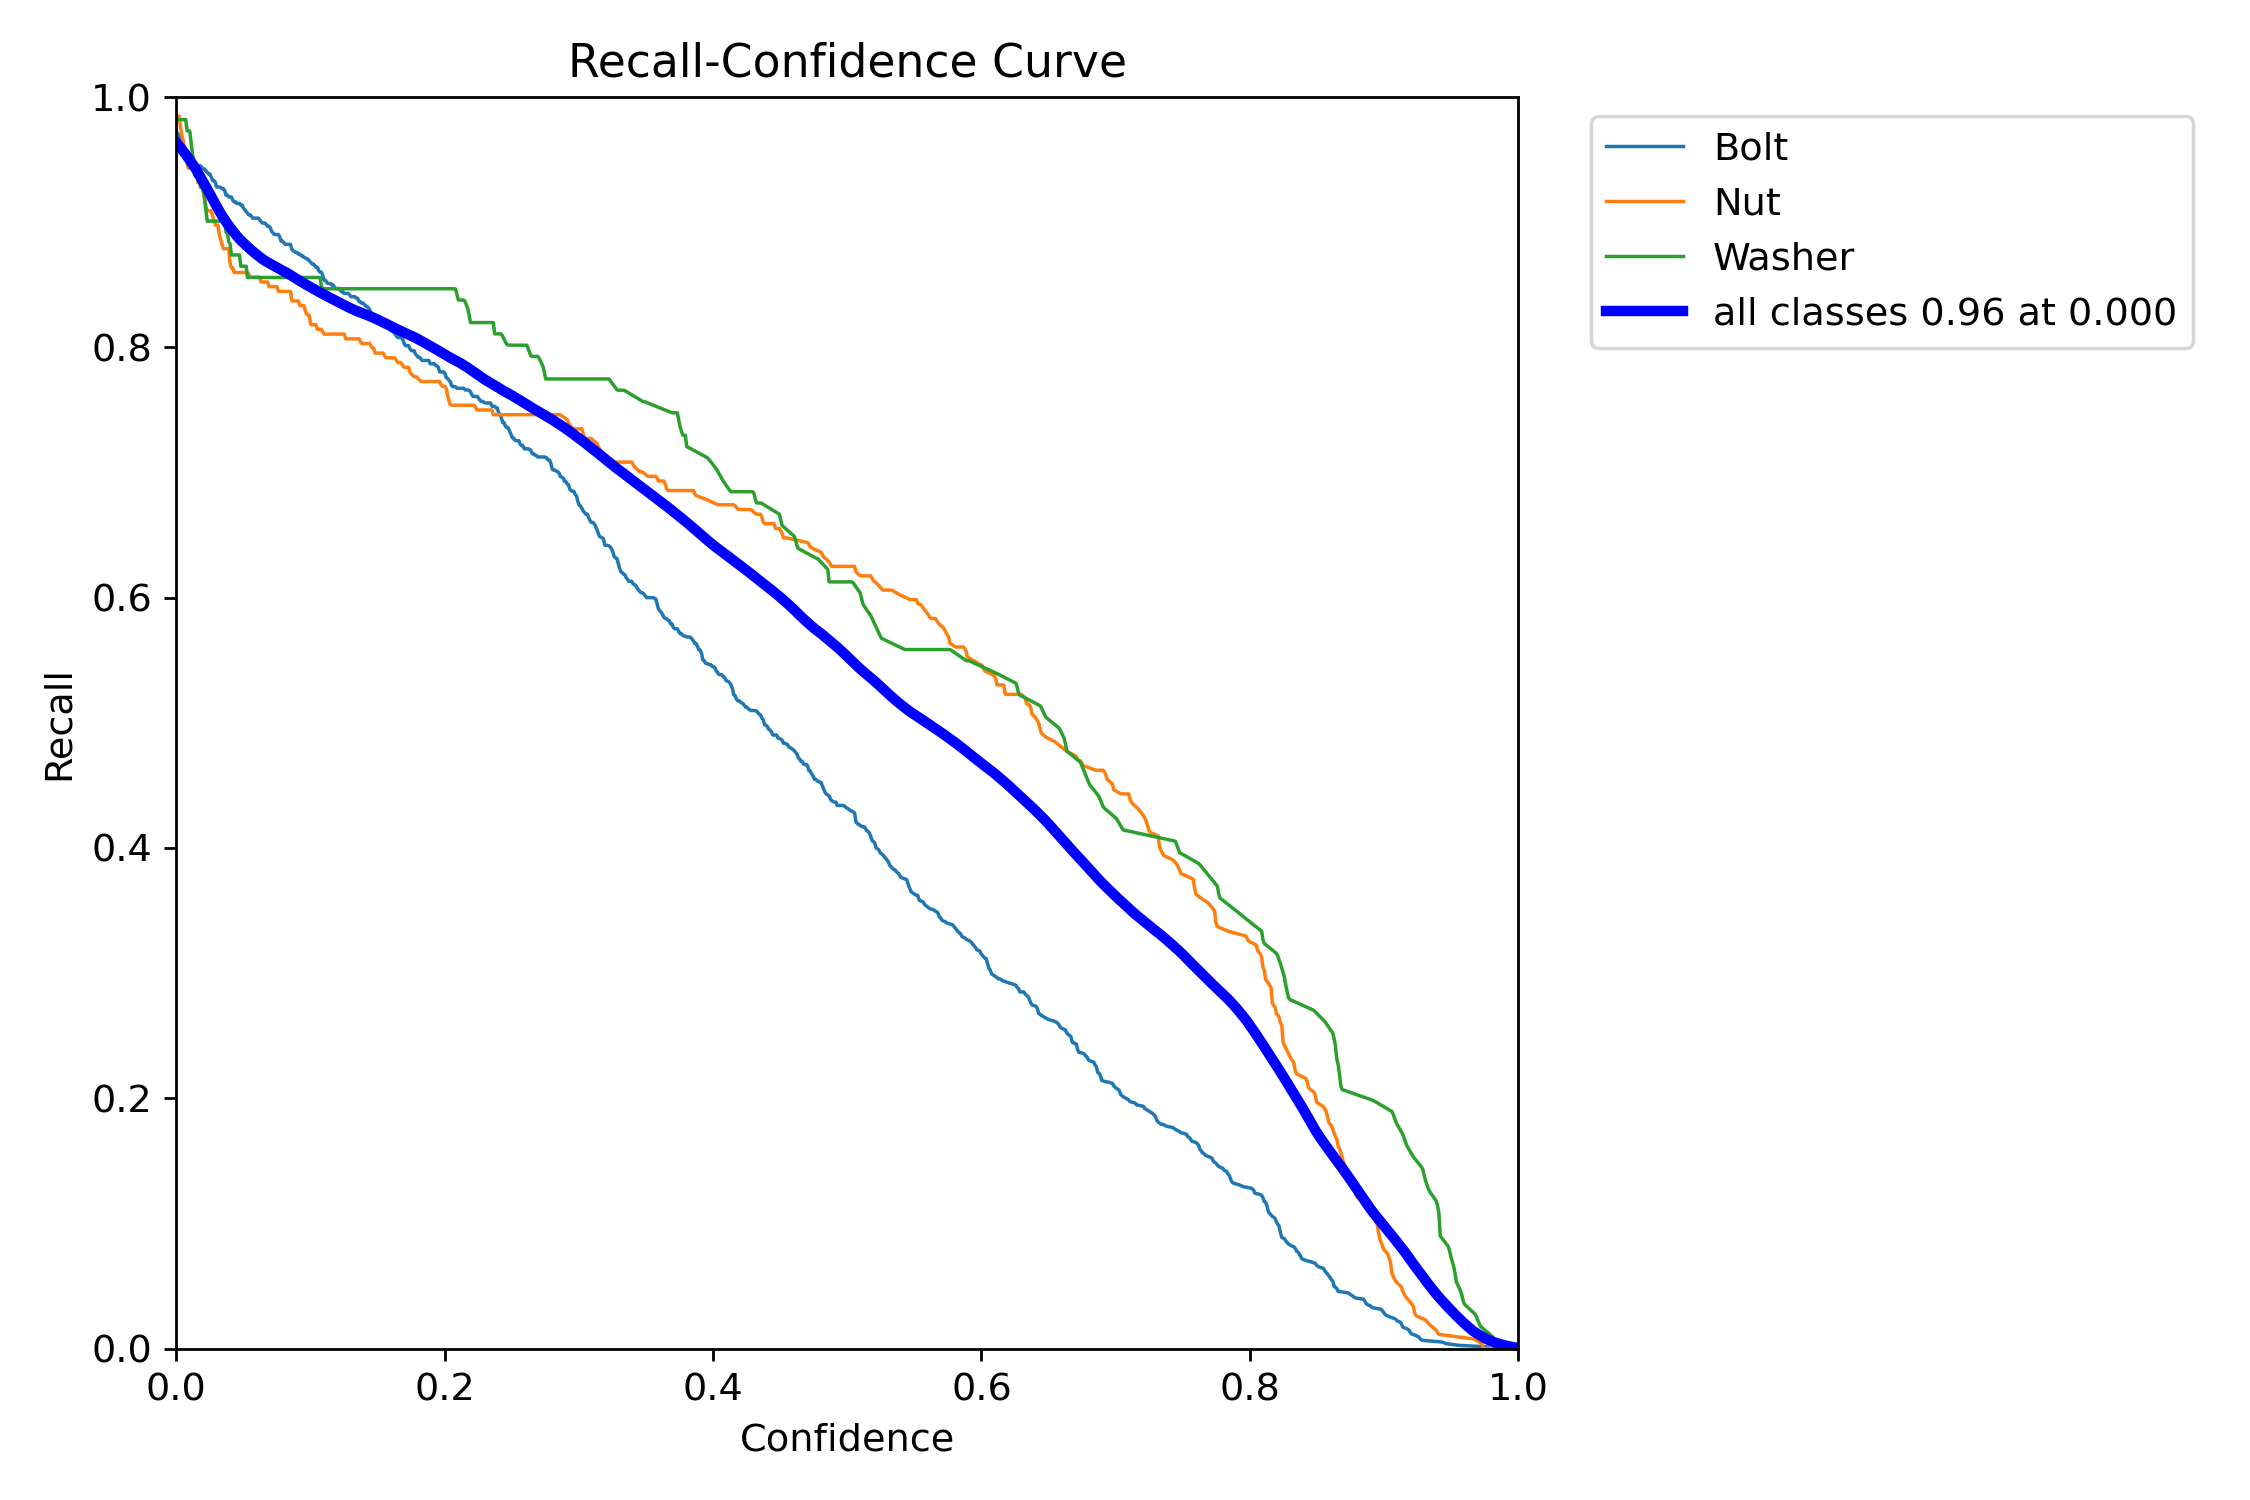 Recall-Confidence Curve
1.0
0.8
0.6
0.4
0.2
0.0
Recall
0.0 0.2 0.4 0.6 0.8 1.0
Confidence
Bolt
Nut
Washer
all classes 0.96 at 0.000